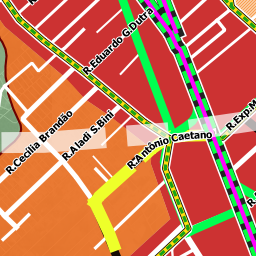 R.Eduardo G.Dutra
R.Aladi S.Bini
R.Cecília Brandão
R.Antônio Caetano
R.Exp.M